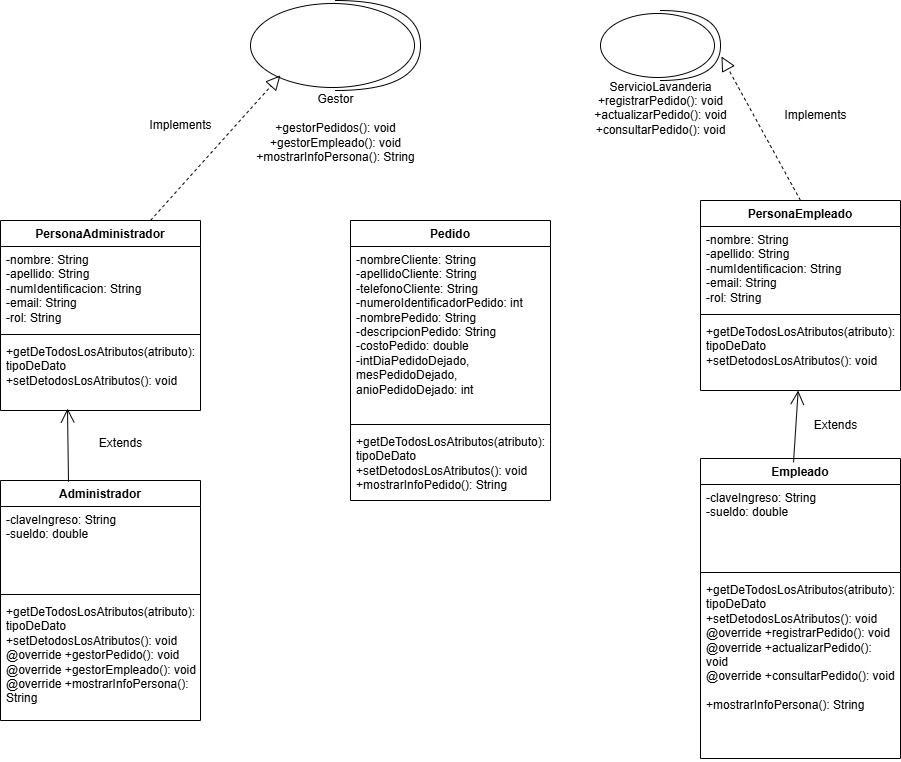 Gestor
+gestorPedidos(): void
+gestorEmpleado(): void
+mostrarInfoPersona(): String
ServicioLavanderia
+registrarPedido(): void
+actualizarPedido(): void
+consultarPedido(): void
Implements
Implements
PersonaAdministrador
-nombre: String
-apellido: String
-numIdentificacion: String
-email: String
-rol: String
+getDeTodosLosAtributos(atributo):
tipoDeDato
+setDetodosLosAtributos(): void
Extends
Administrador
-claveIngreso: String
-sueldo: double
+getDeTodosLosAtributos(atributo):
tipoDeDato
+setDetodosLosAtributos(): void
@override +gestorPedido(): void
@override +gestorEmpleado(): void
@override +mostrarInfoPersona():
String
Pedido
-nombreCliente: String
-apellidoCliente: String
-telefonoCliente: String
-numeroIdentificadorPedido: int
-nombrePedido: String
-descripcionPedido: String
-costoPedido: double
-intDiaPedidoDejado,
mesPedidoDejado,
anioPedidoDejado: int
+getDeTodosLosAtributos(atributo):
tipoDeDato
+setDetodosLosAtributos(): void
+mostrarInfoPedido(): String
PersonaEmpleado
-nombre: String
-apellido: String
-numIdentificacion: String
-email: String
-rol: String
+getDeTodosLosAtributos(atributo):
tipoDeDato
+setDetodosLosAtributos(): void
Extends
Empleado
-claveIngreso: String
-sueldo: double
+getDeTodosLosAtributos(atributo):
tipoDeDato
+setDetodosLosAtributos(): void
@override +registrarPedido(): void
@override +actualizarPedido():
void
@override +consultarPedido(): void
+mostrarInfoPersona(): String